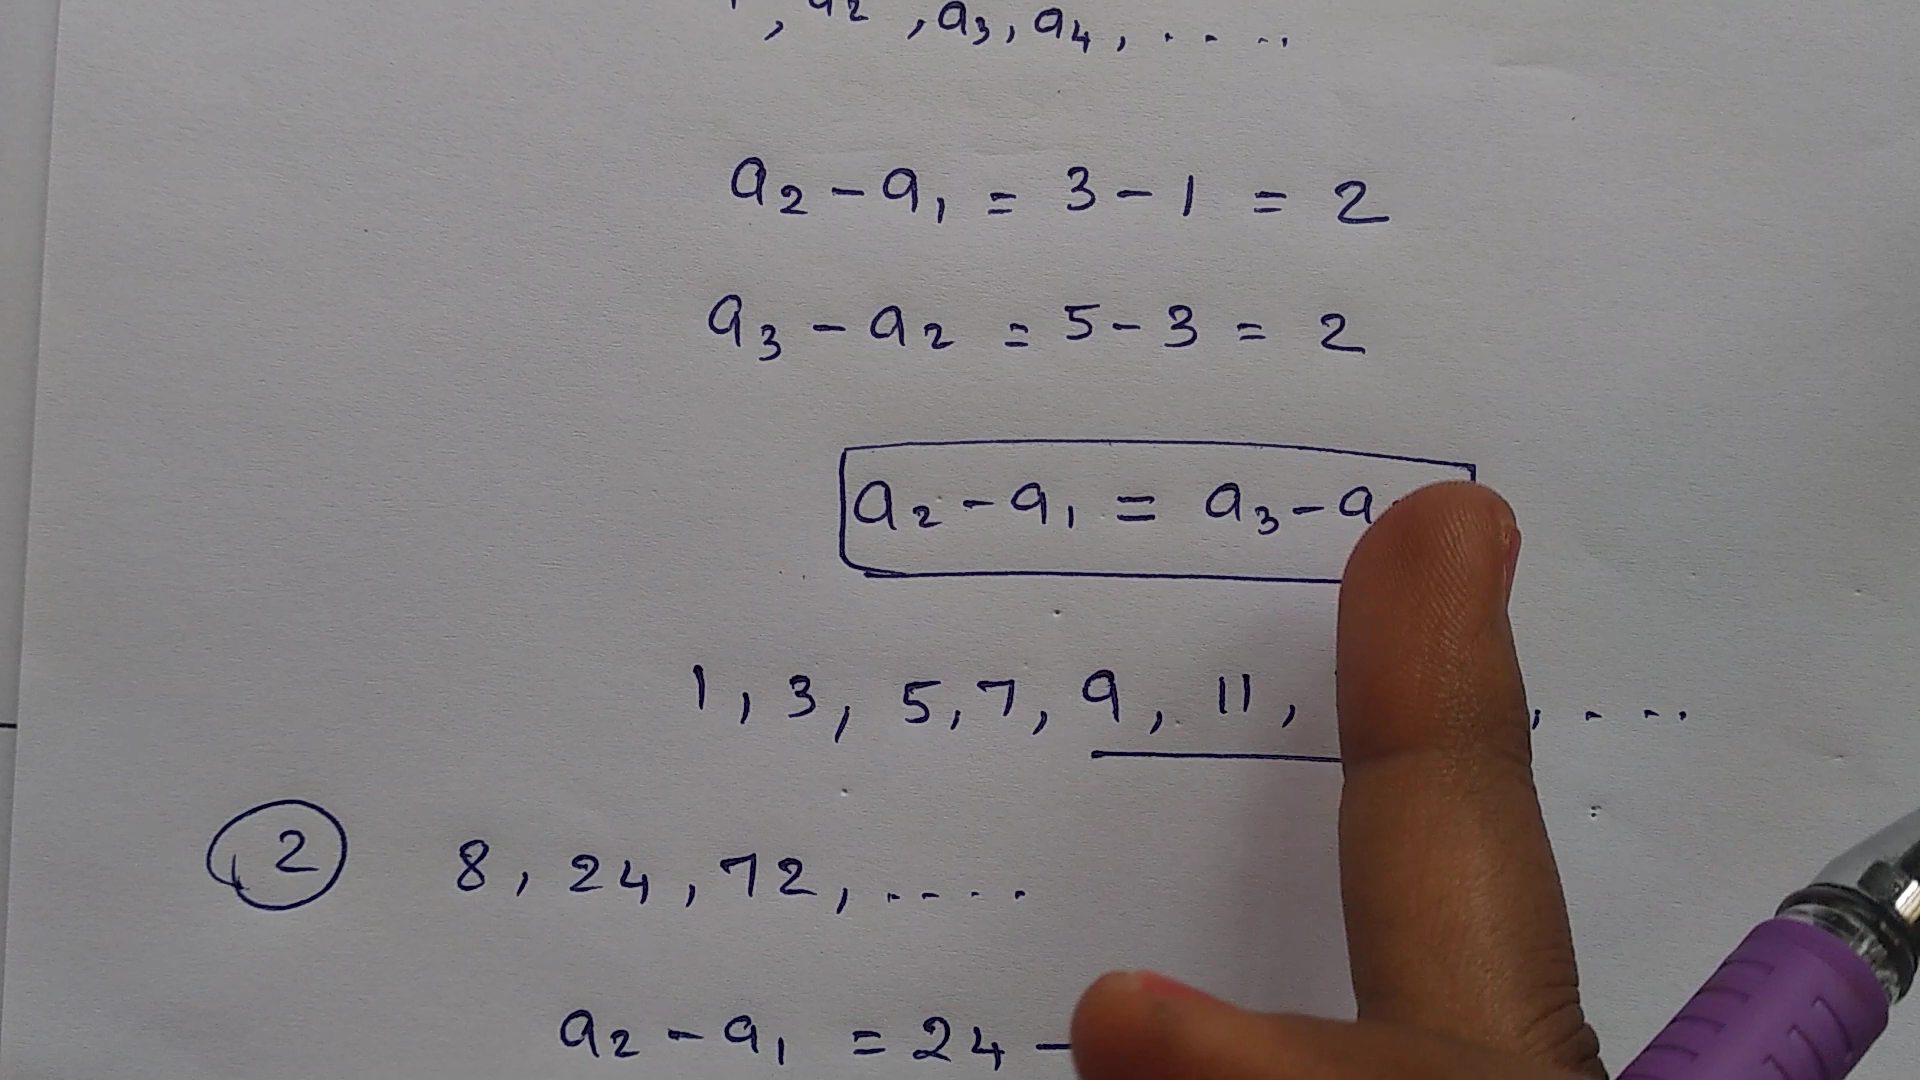 , a2 , a3, a4, ....
a2 - a1 = 3 - 1 = 2
a3 - a2 = 5 - 3 = 2
a2 - a1 = a3 - a
1, 3, 5, 7, 9, 11, , ....
2 8, 24, 72, ....
a2 - a1 = 24 -